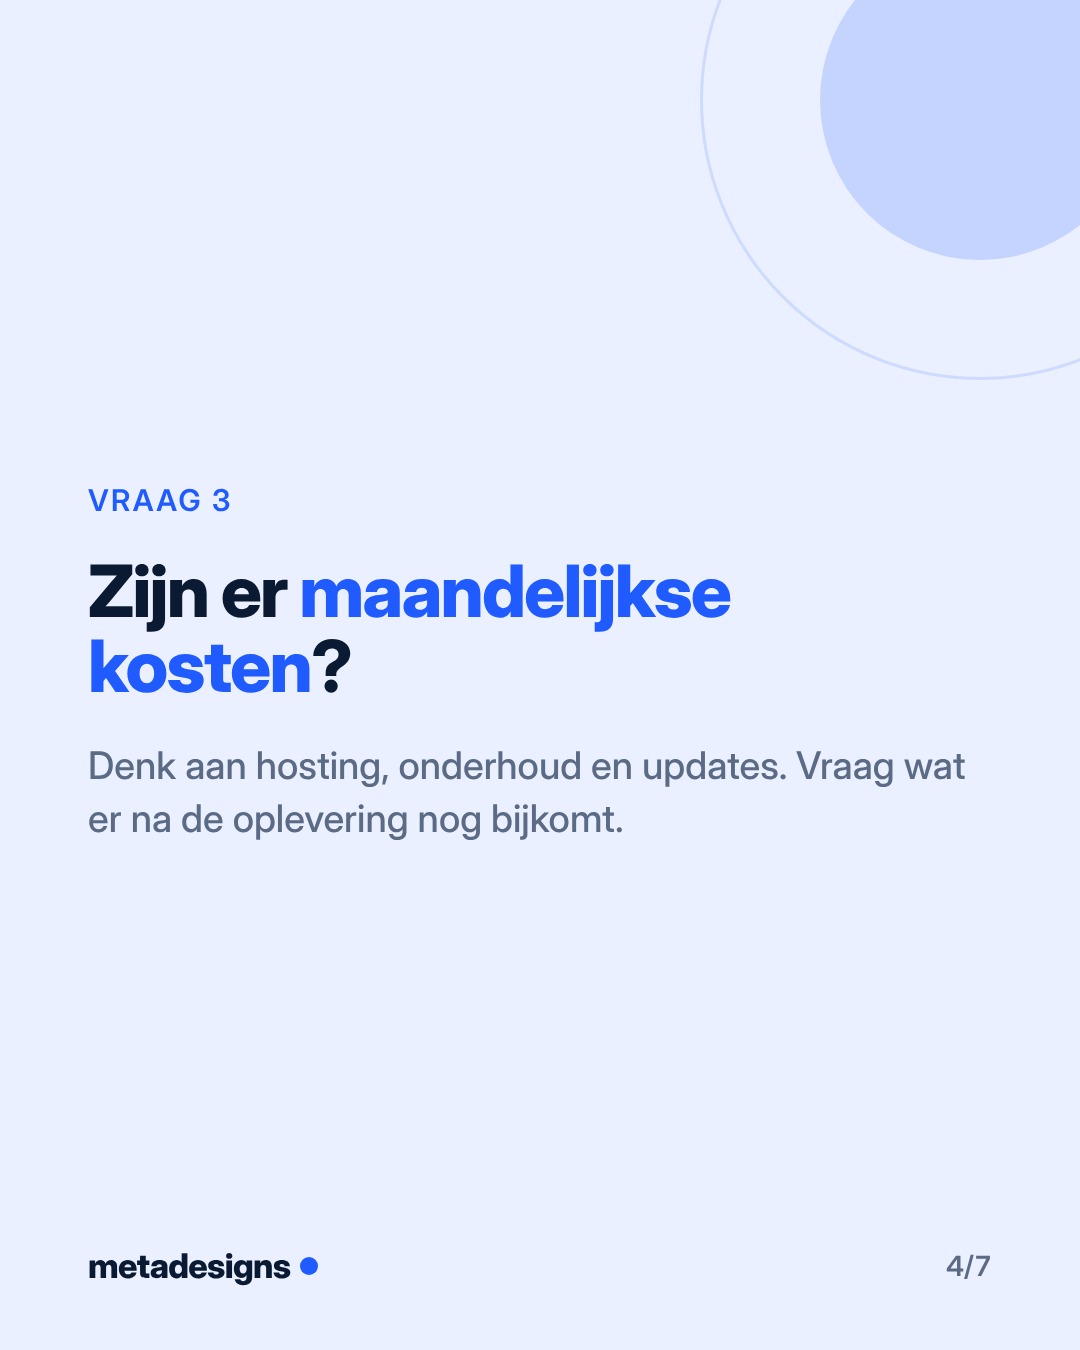 VRAAG 3
Zijn er maandelijkse
kosten?
Denk aan hosting, onderhoud en updates. Vraag wat
er na de oplevering nog bijkomt.
metadesigns
4/7